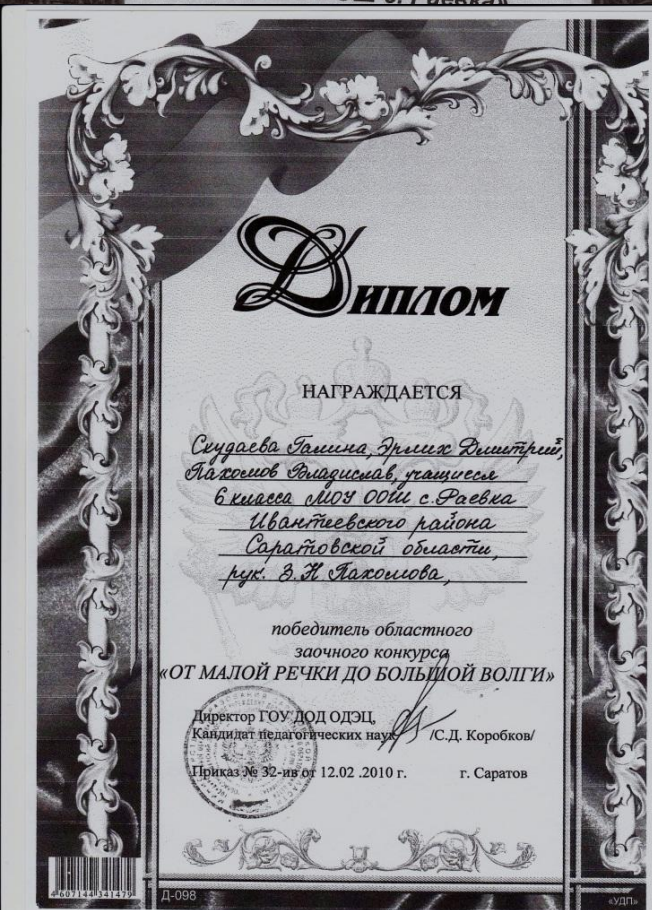 с. Раевка»
Диплом
НАГРАЖДАЕТСЯ
Скудаева Галина, Эрлих Дмитрий,
Пахомов Владислав, учащиеся
6 класса МОУ ООШ с. Раевка
Ивантеевского района
Саратовской области,
рук. З.Н Пахомова,
победитель областного
заочного конкурса
«ОТ МАЛОЙ РЕЧКИ ДО БОЛЬШОЙ ВОЛГИ»
Директор ГОУ ДОД ОДЭЦ,
Кандидат педагогических наук /С.Д. Коробков/
Приказ № 32-ив от 12.02 .2010 г. г. Саратов
4607144341479
Д-098
«УДП»